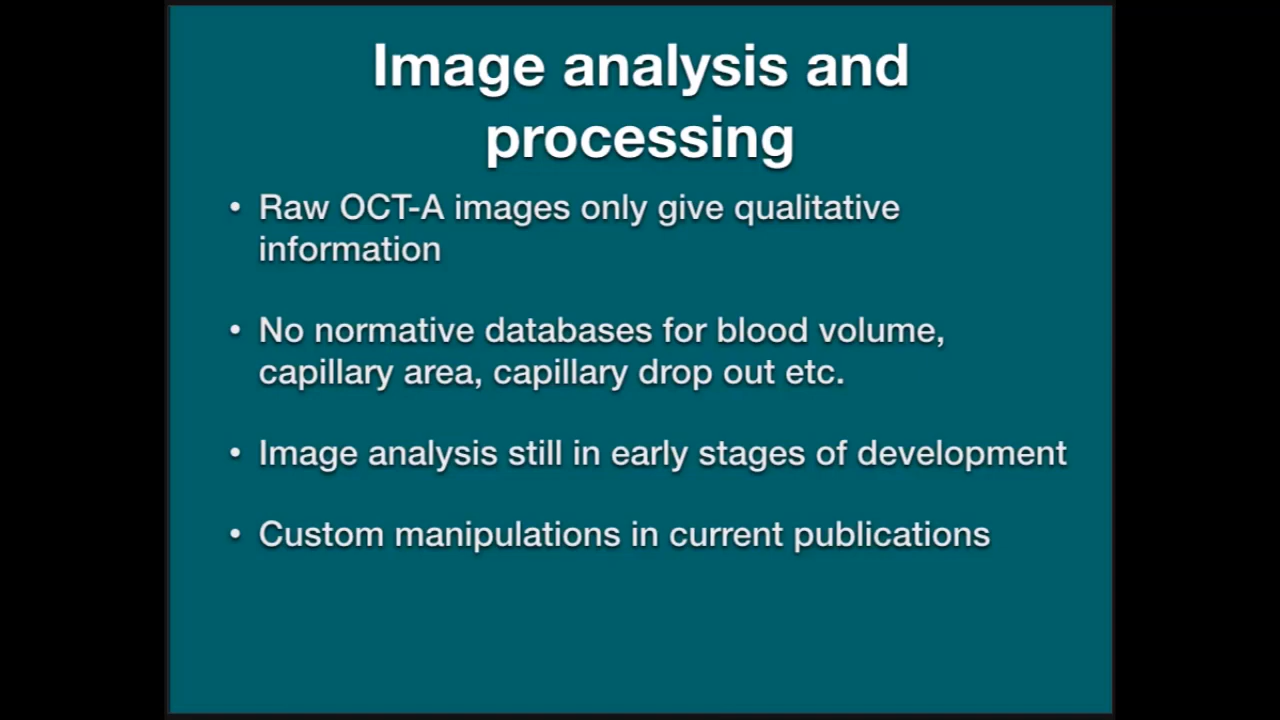 Image analysis and
processing
• Raw OCT-A images only give qualitative
information
• No normative databases for blood volume,
capillary area, capillary drop out etc.
• Image analysis still in early stages of development
• Custom manipulations in current publications